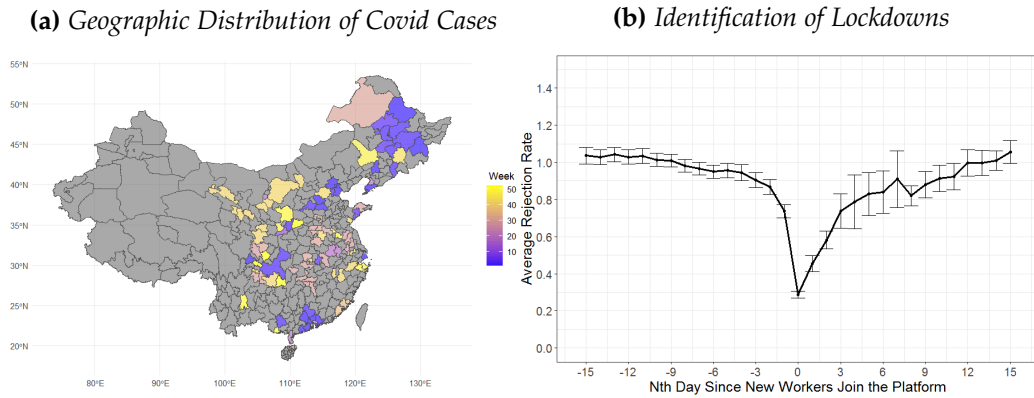 (a) Geographic Distribution of Covid Cases
55°N
50°N
45°N
40°N
35°N
30°N
25°N
20°N
80°E 90°E 100°E 110°E 120°E 130°E
Week
50
40
30
20
10
(b) Identification of Lockdowns
Average Rejection Rate
1.4
1.2
1.0
0.8
0.6
0.4
0.2
0.0
-15 -12 -9 -6 -3 0 3 6 9 12 15
Nth Day Since New Workers Join the Platform